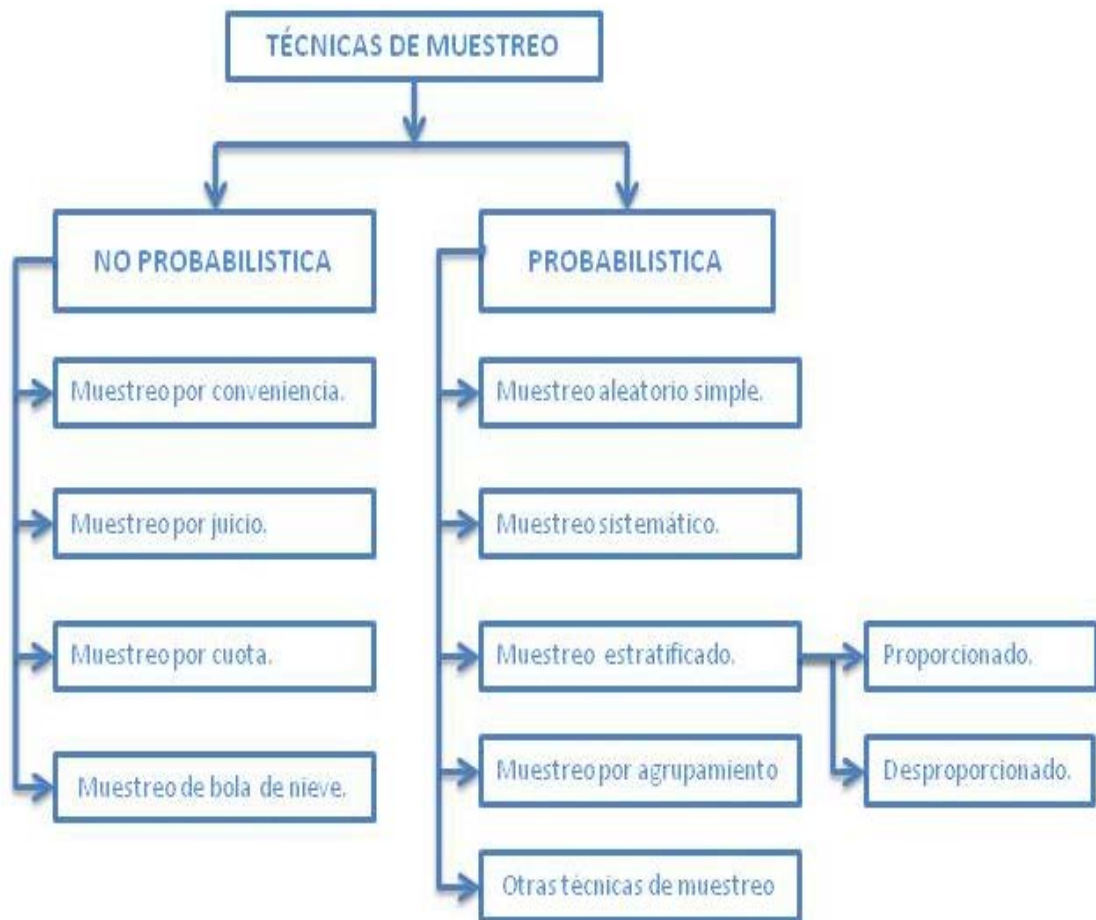 TÉCNICAS DE MUESTREO
NO PROBABILISTICA
PROBABILISTICA
Muestreo por conveniencia.
Muestreo aleatorio simple.
Muestreo por juicio.
Muestreo sistemático.
Muestreo por cuota.
Muestreo estratificado.
Proporcionado.
Muestreo de bola de nieve.
Muestreo por agrupamiento
Desproporcionado.
Otras técnicas de muestreo